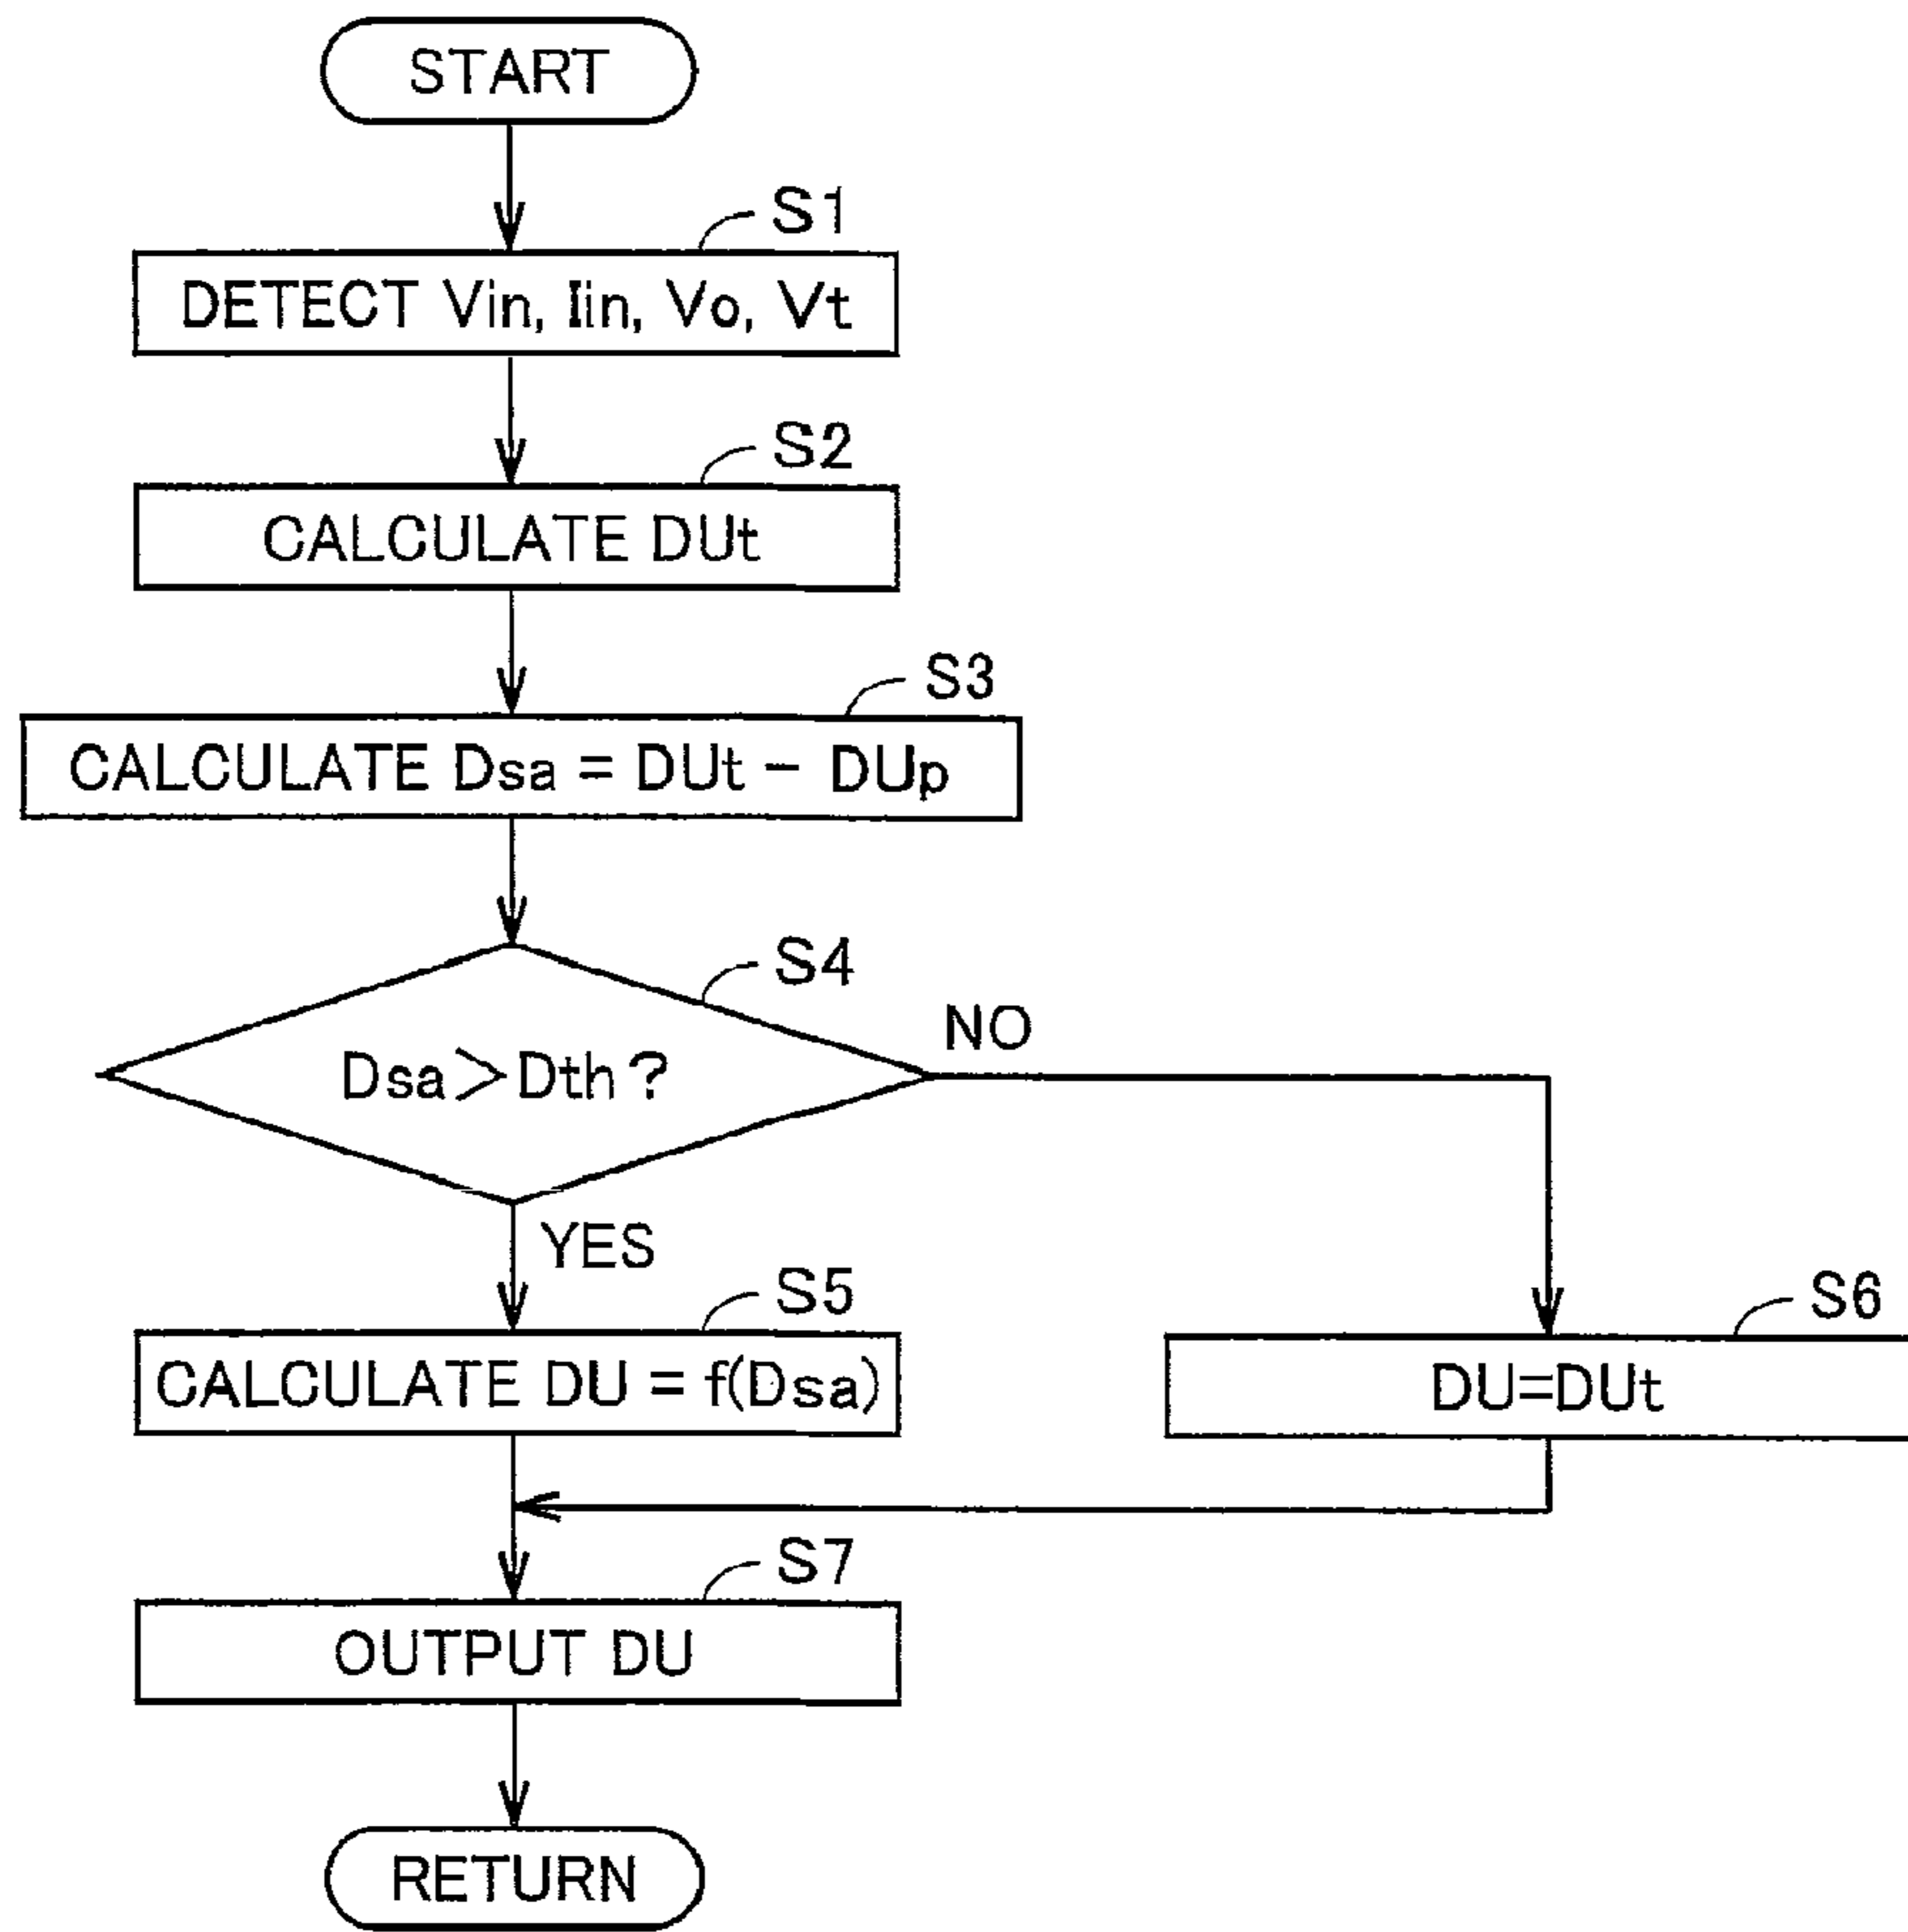 START
S1
DETECT Vin, Iin, Vo, Vt
S2
CALCULATE DUt
S3
CALCULATE Dsa = DUt - DUp
S4
Dsa>Dth?
NO
YES
S5
CALCULATE DU = f(Dsa)
S6
DU=DUt
S7
OUTPUT DU
RETURN